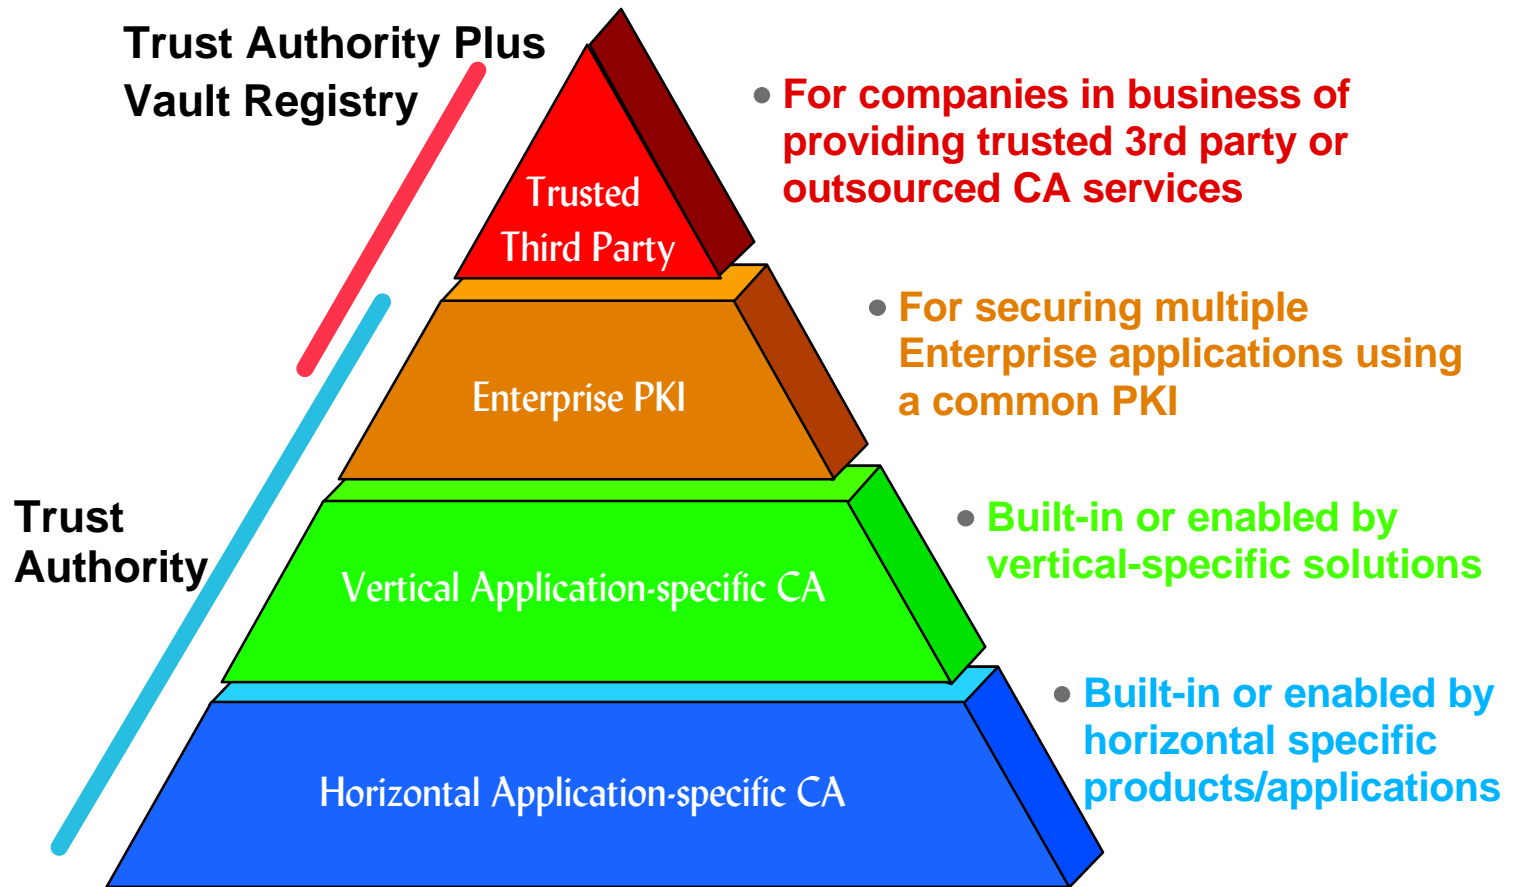 Trust Authority Plus
Vault Registry
• For companies in business of
providing trusted 3rd party or
outsourced CA services
Trusted
Third Party
• For securing multiple
Enterprise applications using
a common PKI
Enterprise PKI
Trust
Authority
• Built-in or enabled by
vertical-specific solutions
Vertical Application-specific CA
• Built-in or enabled by
horizontal specific
products/applications
Horizontal Application-specific CA